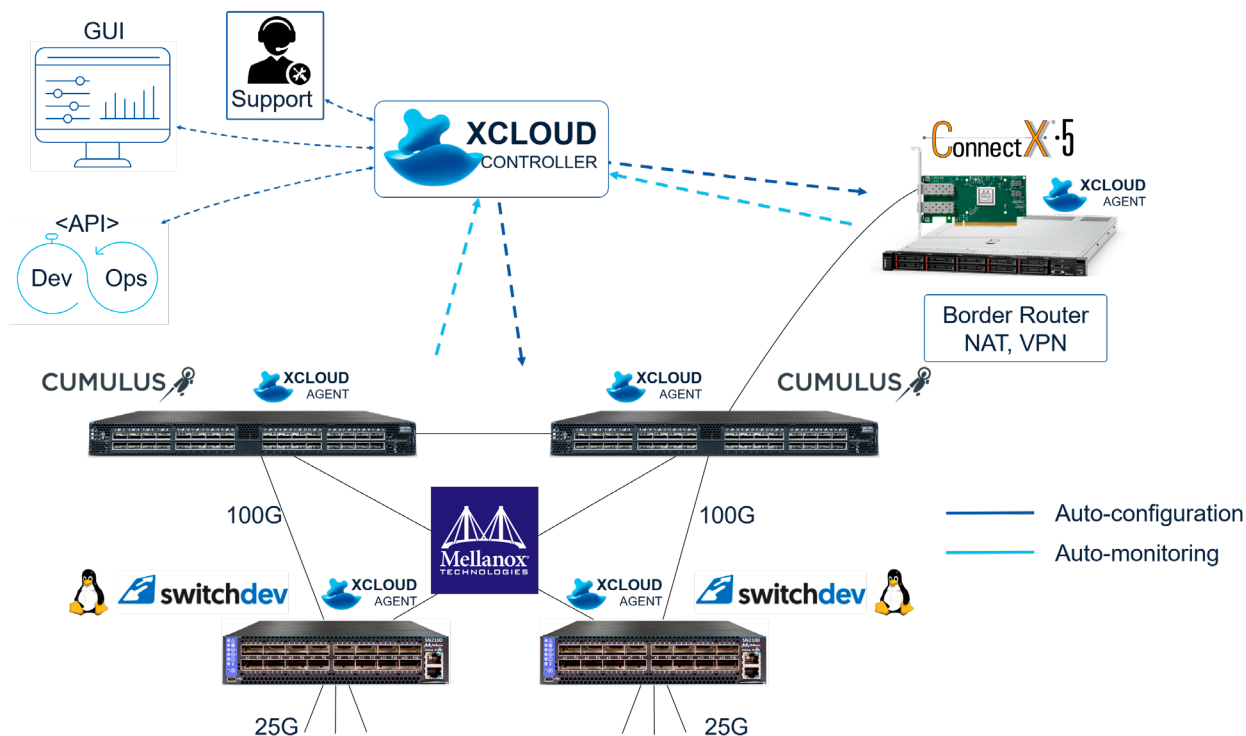 GUI
Support
XCLOUD
CONTROLLER
ConnectX·5
XCLOUD
AGENT
<API>
Dev
Ops
Border Router
NAT, VPN
CUMULUS
XCLOUD
AGENT
XCLOUD
AGENT
CUMULUS
100G
Mellanox
TECHNOLOGIES
100G
Auto-configuration
Auto-monitoring
switchdev
XCLOUD
AGENT
XCLOUD
AGENT
switchdev
SN2100
SN2100
25G
25G